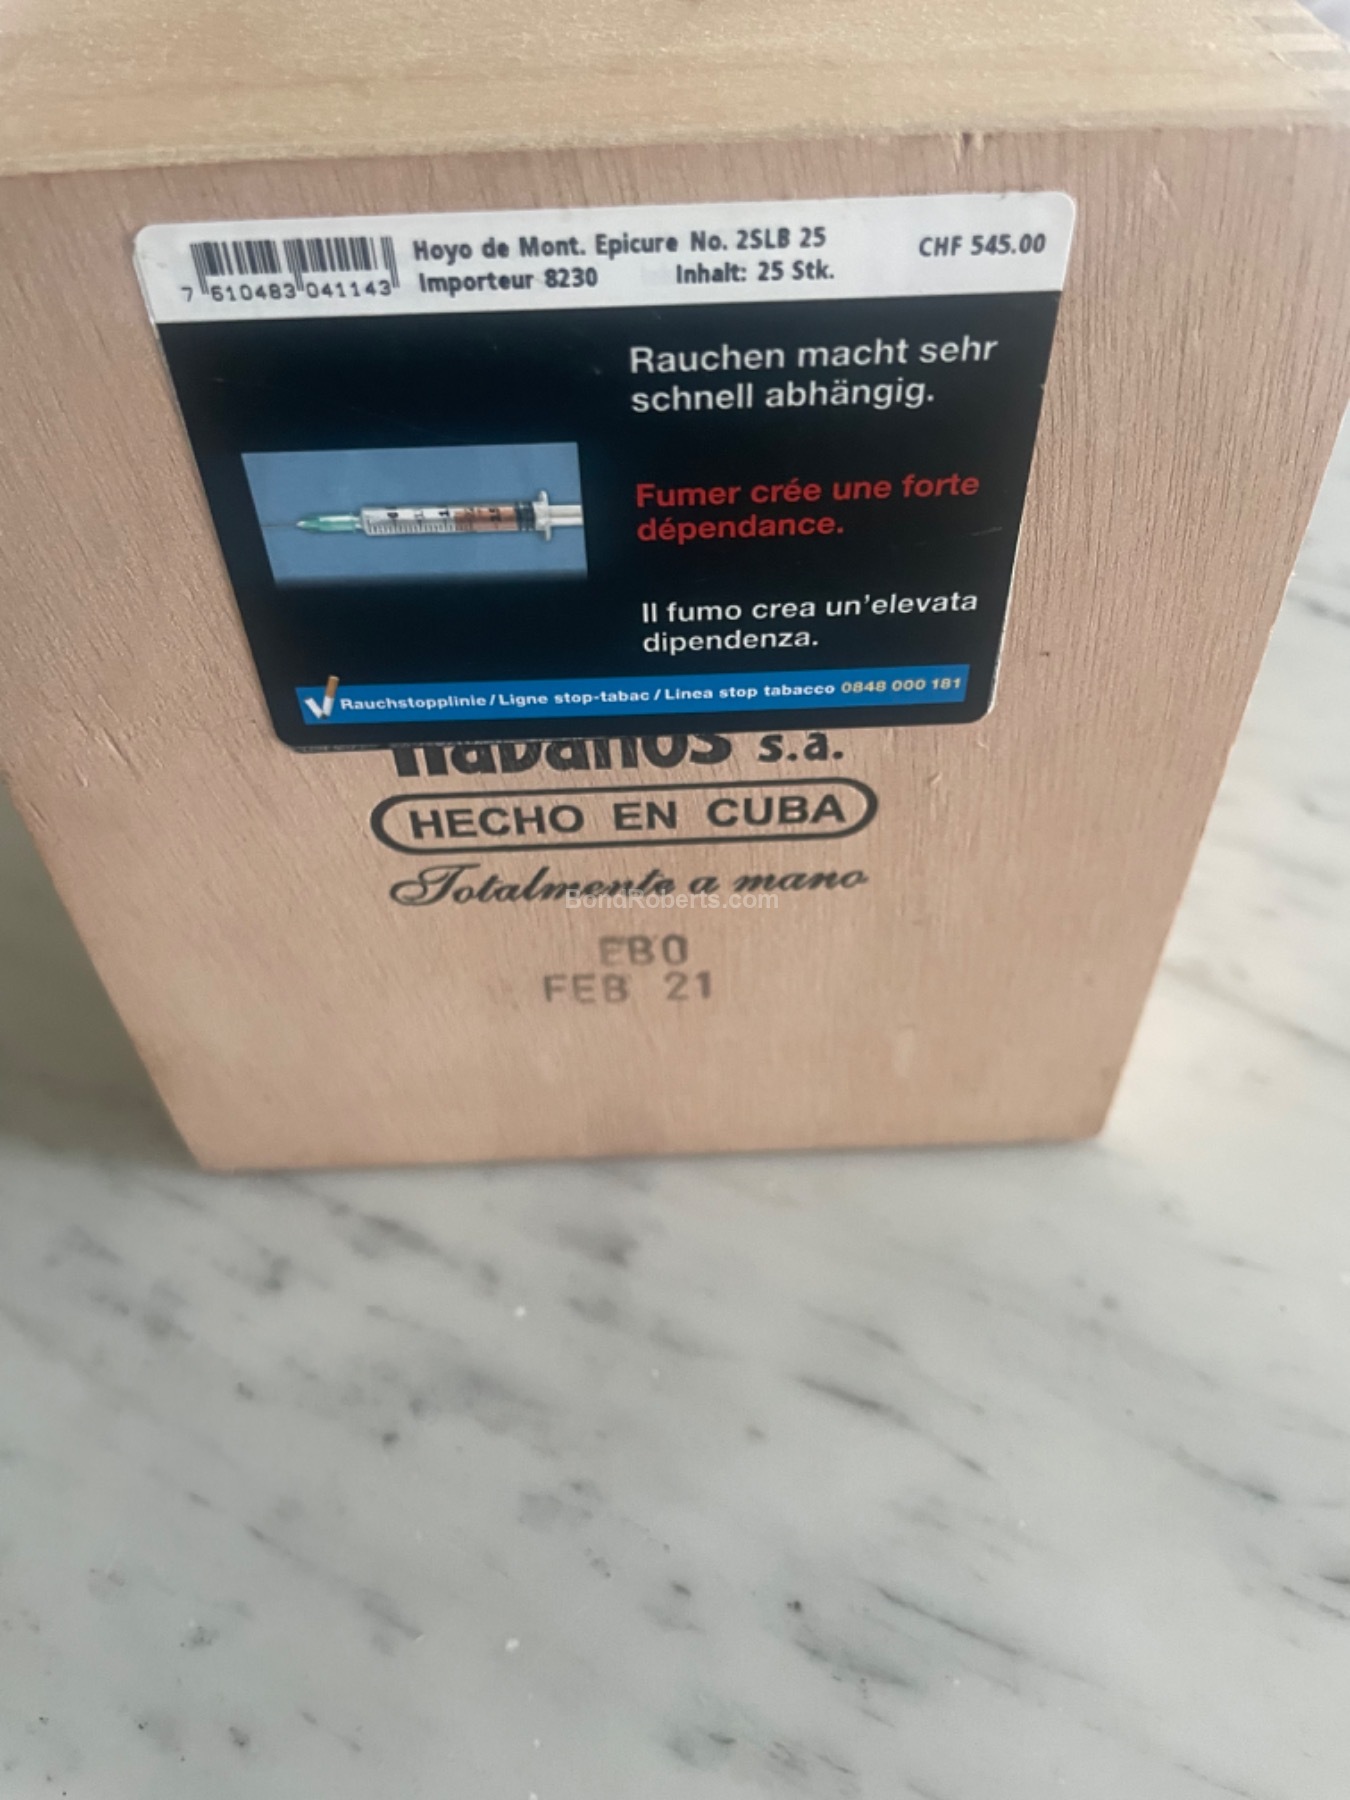 Hoyo de Mont. Epicure No. 2SLB 25
CHF 545.00
7 610483 041143
Importeur 8230
Inhalt: 25 Stk.
Rauchen macht sehr
schnell abhängig.
Fumer crée une forte
dépendance.
Il fumo crea un'elevata
dipendenza.
Rauchstopplinie / Ligne stop-tabac / Linea stop tabacco 0848 000 181
Habanos s.a.
HECHO EN CUBA
Totalmente a mano
BondRoberts.com
EBO
FEB 21